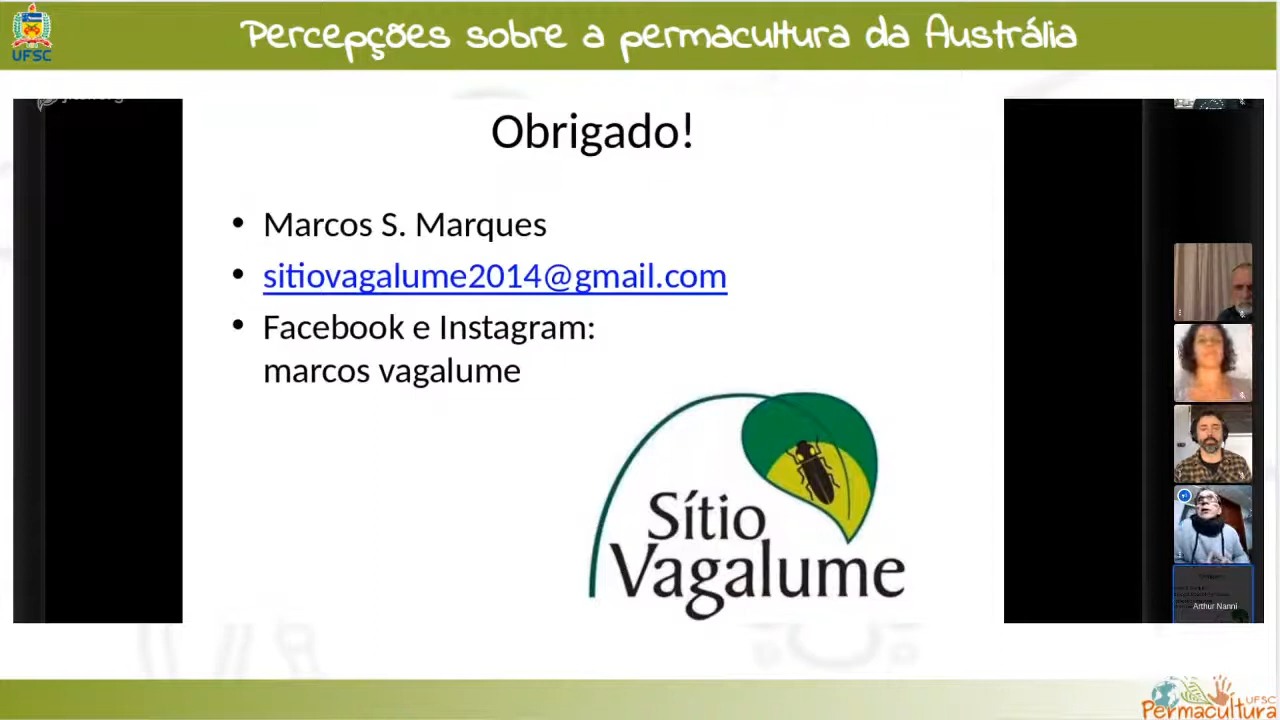 Percepções sobre a permacultura da Austrália
UFSC
Obrigado!
• Marcos S. Marques
• sitiovagalume2014@gmail.com
• Facebook e Instagram:
marcos vagalume
Sítio
Vagalume
Arthur Nanni
UFSC
Permacultura